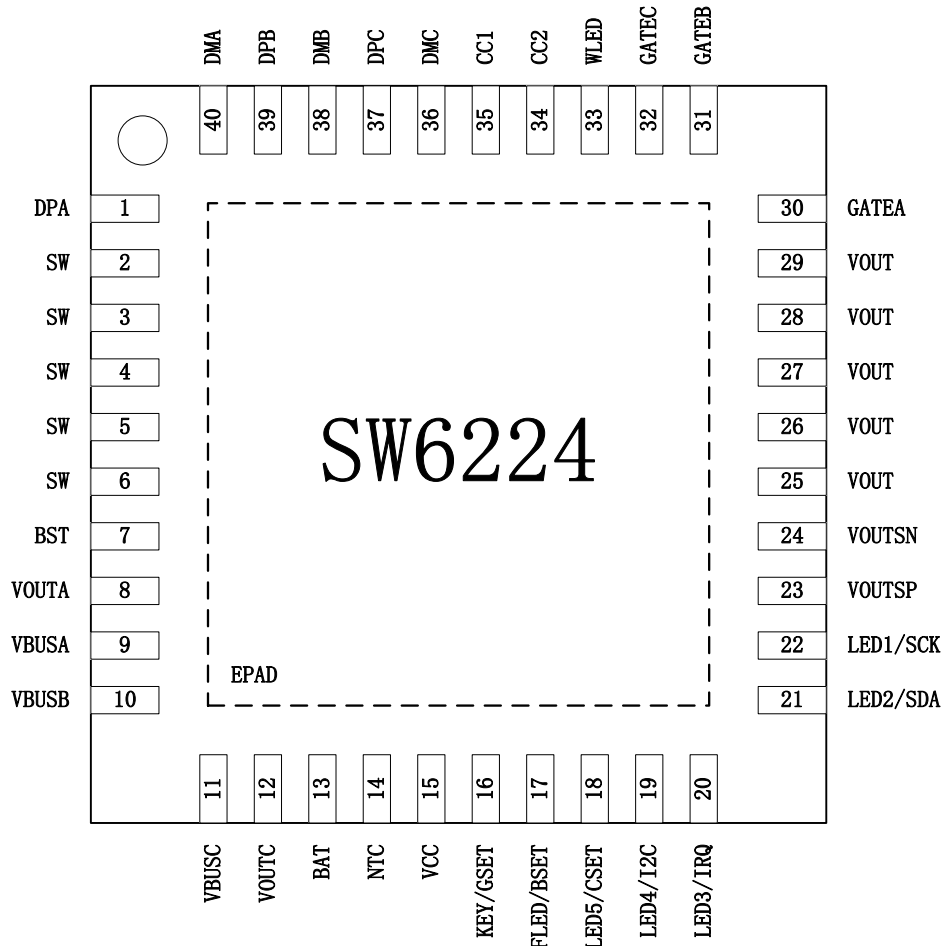 DMA DPB DMB DPC DMC CC1 CC2 WLED GATEC GATEB
40 39 38 37 36 35 34 33 32 31
DPA 1 30 GATEA
SW 2 29 VOUT
SW 3 28 VOUT
SW 4 27 VOUT
SW 5 26 VOUT
SW6224
SW 6 25 VOUT
BST 7 24 VOUTSN
VOUTA 8 23 VOUTSP
VBUSA 9 22 LED1/SCK
EPAD
VBUSB 10 21 LED2/SDA
11 12 13 14 15 16 17 18 19 20
VBUSC VOUTC BAT NTC VCC KEY/GSET FLED/BSET LED5/CSET LED4/I2C LED3/IRQ